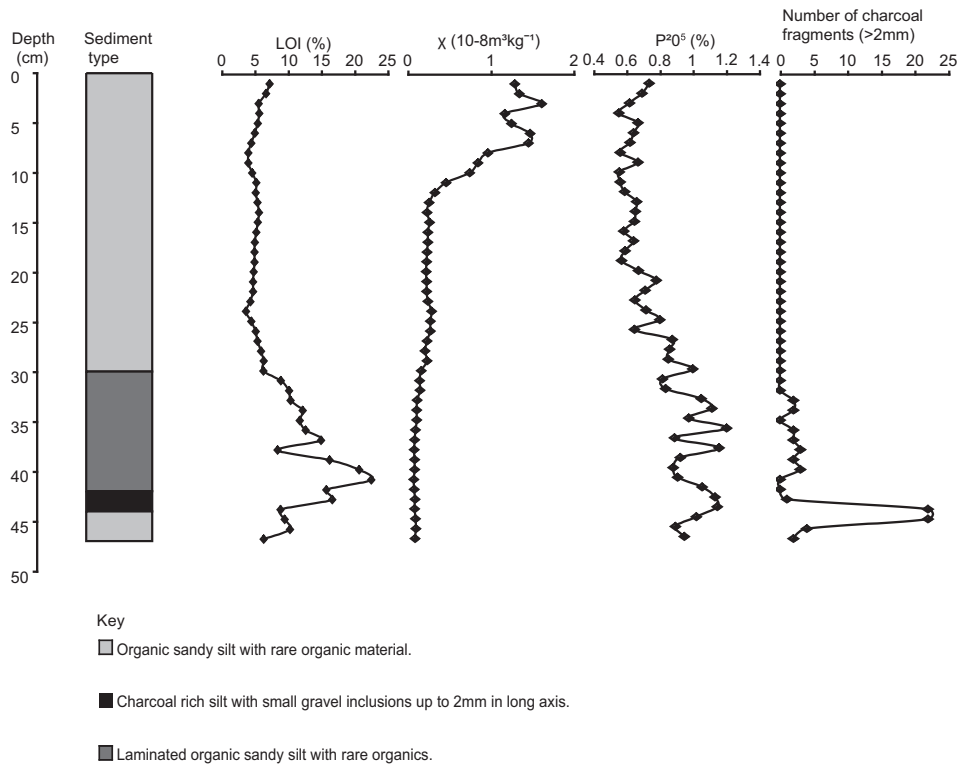 Number of charcoal
fragments (>2mm)
Depth
(cm)
Sediment
type
LOI (%)
χ (10-8m³kg⁻¹)
P²0⁵ (%)
0 5 10 15 20 25
0 1 2
0.4 0.6 0.8 1 1.2 1.4
0 5 10 15 20 25
0
5
10
15
20
25
30
35
40
45
50
Key
Organic sandy silt with rare organic material.
Charcoal rich silt with small gravel inclusions up to 2mm in long axis.
Laminated organic sandy silt with rare organics.